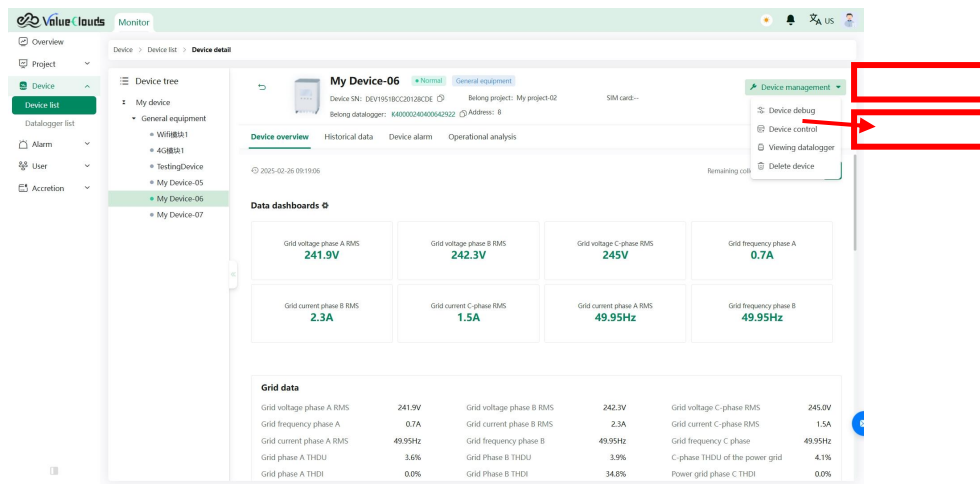 ValueClouds Monitor US
Overview
Project
Device
Device list
Datalogger list
Alarm
User
Accretion
Device > Device list > Device detail
Device tree
My device
General equipment
Wifi模块1
4G模块1
TestingDevice
My Device-05
My Device-06
My Device-07
My Device-06 Normal General equipment
Device SN: DEV1951BCC20128CDE Belong project: My project-02 SIM card:--
Belong datalogger: K40000240400642922 Address: 8
Device management
Device debug
Device control
Viewing datalogger
Delete device
Device overview Historical data Device alarm Operational analysis
2025-02-26 09:19:06 Remaining
Data dashboards
Grid voltage phase A RMS Grid voltage phase B RMS Grid voltage C-phase RMS Grid frequency phase A
241.9V 242.3V 245V 0.7A
Grid current phase B RMS Grid current C-phase RMS Grid current phase A RMS Grid frequency phase B
2.3A 1.5A 49.95Hz 49.95Hz
Grid data
Grid voltage phase A RMS 241.9V Grid voltage phase B RMS 242.3V Grid voltage C-phase RMS 245.0V
Grid frequency phase A 0.7A Grid current phase B RMS 2.3A Grid current C-phase RMS 1.5A
Grid current phase A RMS 49.95Hz Grid frequency phase B 49.95Hz Grid frequency C phase 49.95Hz
Grid phase A THDU 3.6% Grid Phase B THDU 3.9% C-phase THDU of the power grid 4.1%
Grid phase A THDI 0.0% Grid Phase B THDI 34.8% Power grid phase C THDI 0.0%